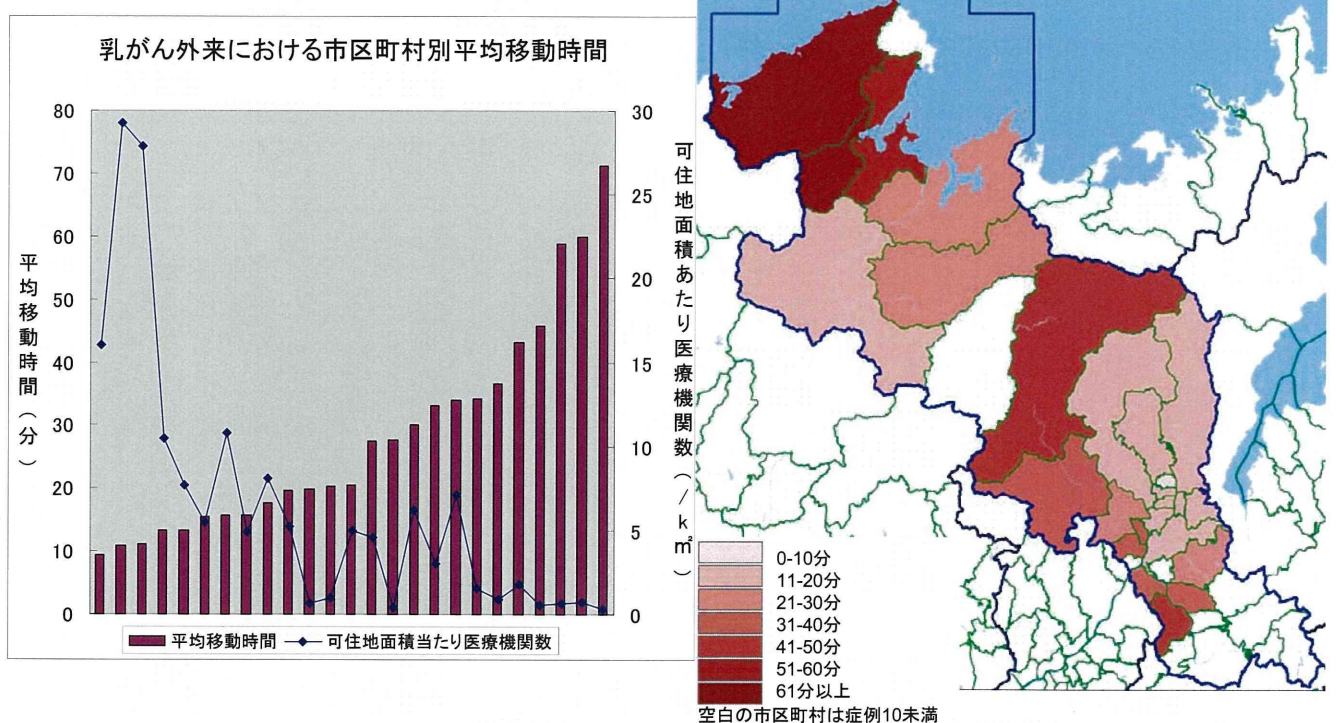 乳がん外来における市区町村別平均移動時間
平均移動時間(分)
80
70
60
50
40
30
20
10
0
30
25
20
15
10
5
0
可住地面積あたり医療機関数(/k㎡)
平均移動時間
可住地面積当たり医療機関数
0-10分
11-20分
21-30分
31-40分
41-50分
51-60分
61分以上
空白の市区町村は症例10未満